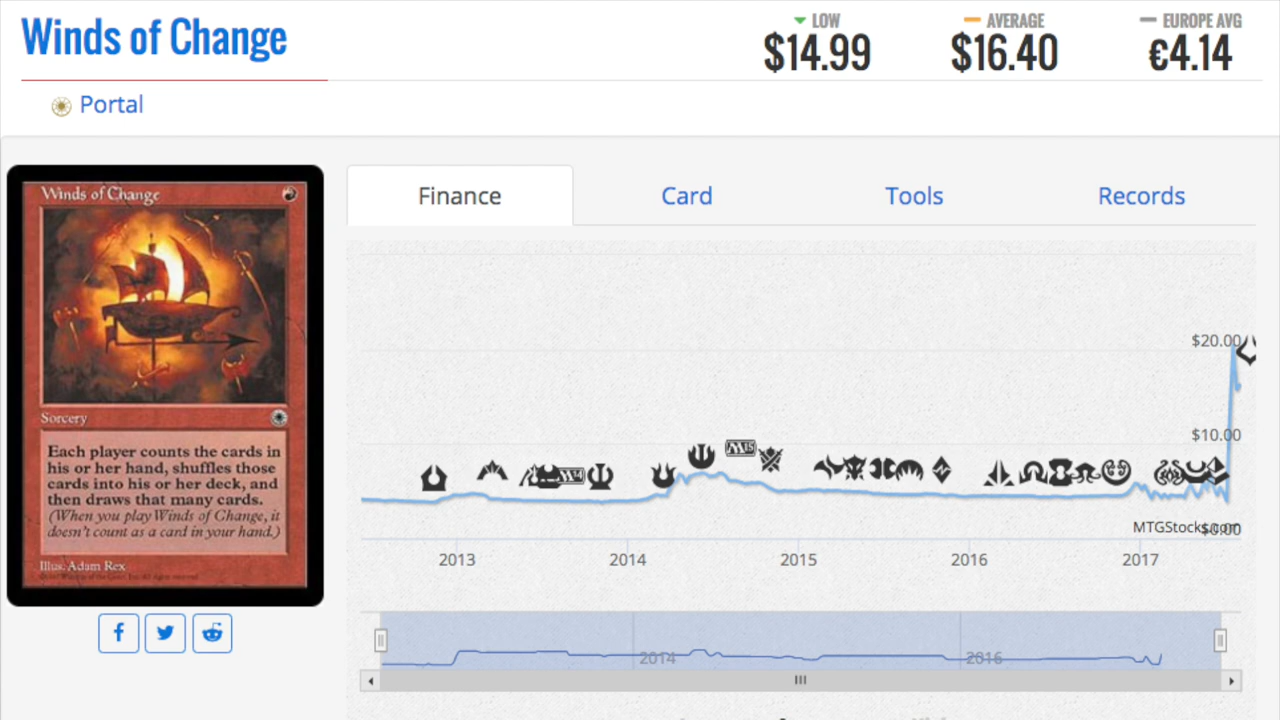 Winds of Change
LOW
$14.99
AVERAGE
$16.40
EUROPE AVG
€4.14
Portal
Finance
Card
Tools
Records
Winds of Change
Sorcery
Each player counts the cards in
his or her hand, shuffles those
cards into his or her deck, and
then draws that many cards.
(When you play Winds of Change, it
doesn't count as a card in your hand.)
Illus. Adam Rex
$20.00
$10.00
$0.00
M15
MTGStocks.com
2013
2014
2015
2016
2017
2014
2016